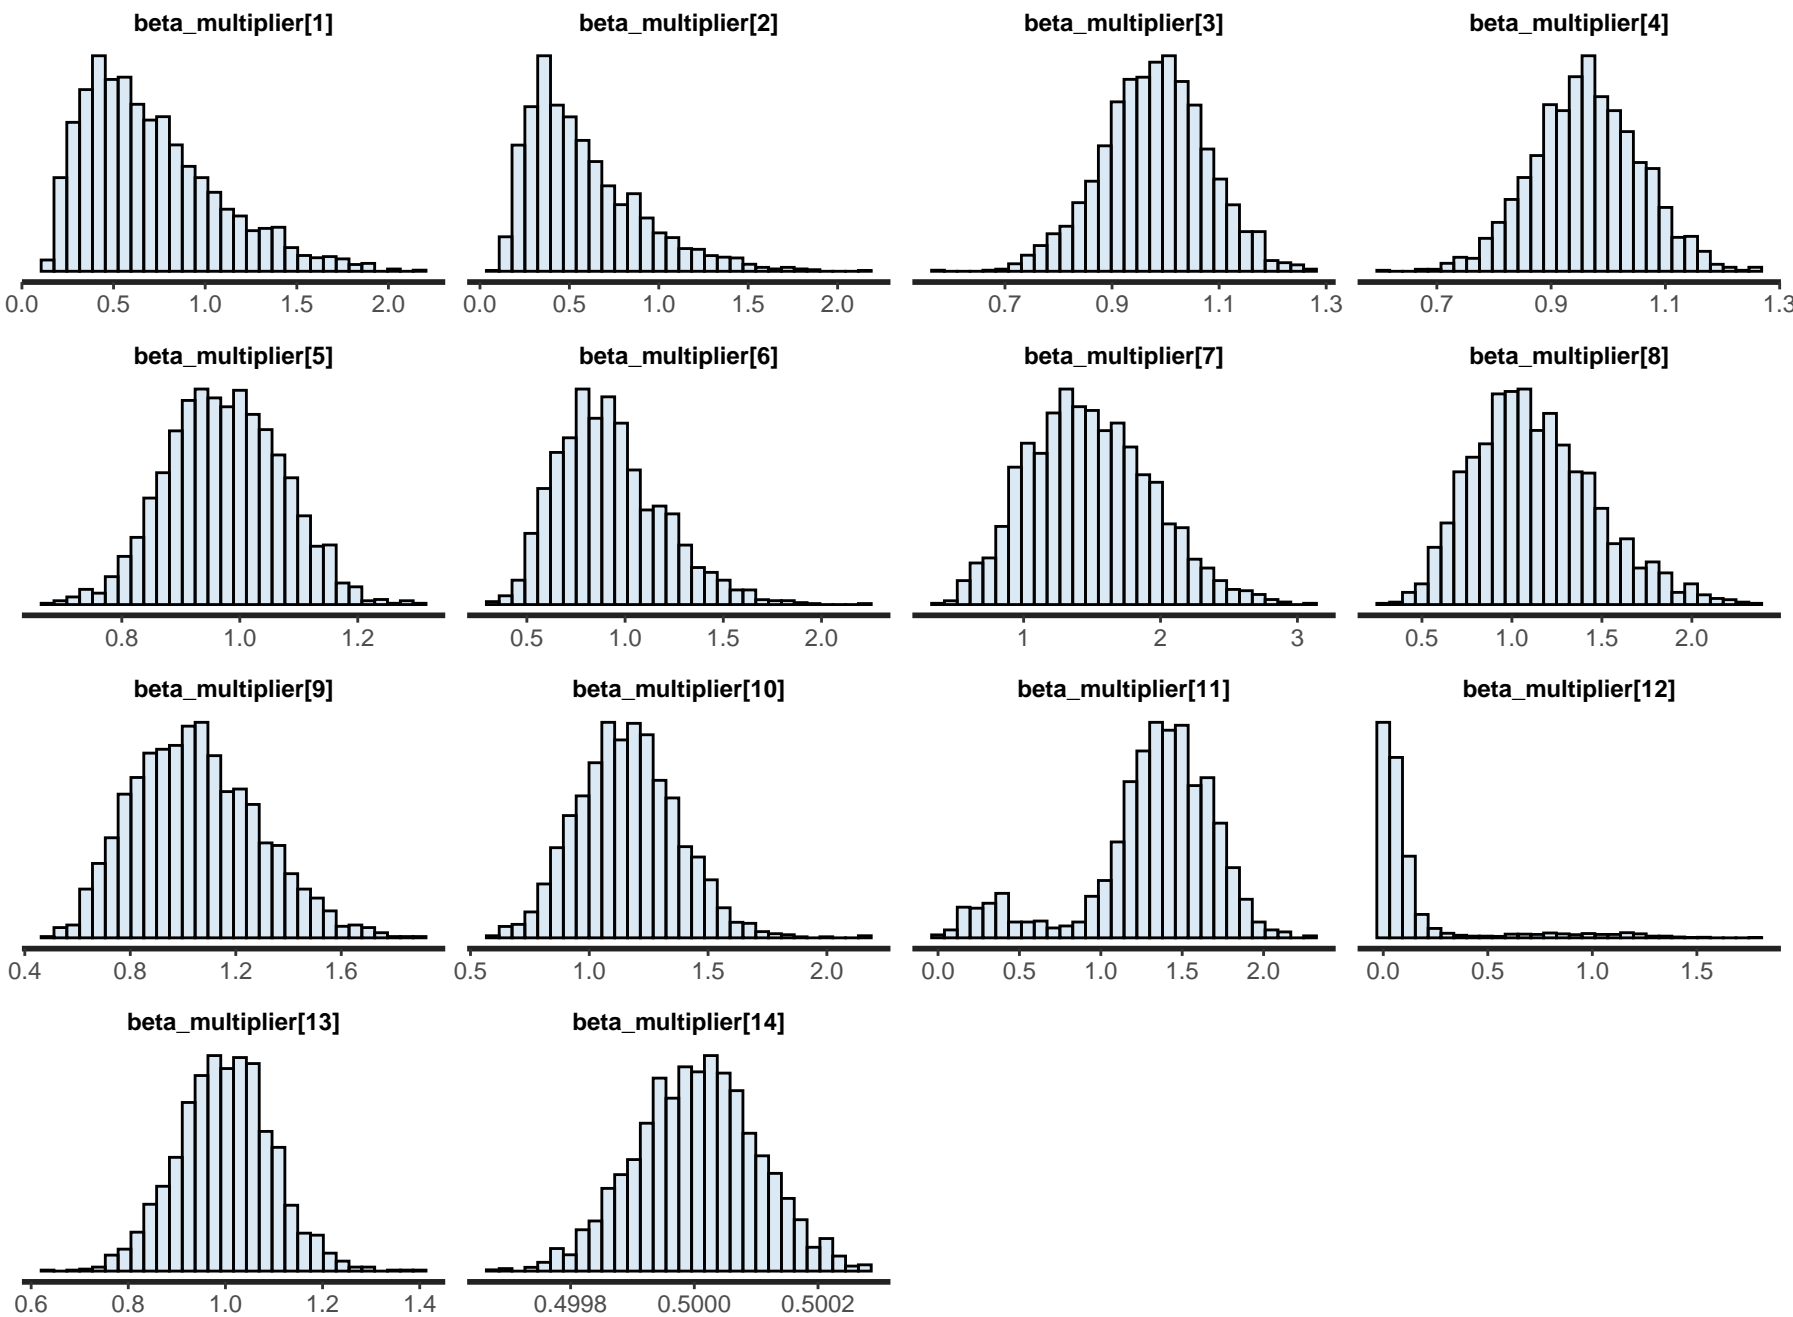 beta_multiplier[1] beta_multiplier[2] beta_multiplier[3] beta_multiplier[4]
0.0 0.5 1.0 1.5 2.0 0.0 0.5 1.0 1.5 2.0 0.7 0.9 1.1 1.3 0.7 0.9 1.1 1.3
beta_multiplier[5] beta_multiplier[6] beta_multiplier[7] beta_multiplier[8]
0.8 1.0 1.2 0.5 1.0 1.5 2.0 1 2 3 0.5 1.0 1.5 2.0
beta_multiplier[9] beta_multiplier[10] beta_multiplier[11] beta_multiplier[12]
0.4 0.8 1.2 1.6 0.5 1.0 1.5 2.0 0.0 0.5 1.0 1.5 2.0 0.0 0.5 1.0 1.5
beta_multiplier[13] beta_multiplier[14]
0.6 0.8 1.0 1.2 1.4 0.4998 0.5000 0.5002